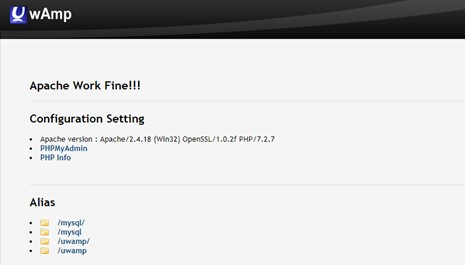 UwAmp
Apache Work Fine!!!
Configuration Setting
Apache version : Apache/2.4.18 (Win32) OpenSSL/1.0.2f PHP/7.2.7
PHPMyAdmin
PHP Info
Alias
/mysql/
/mysql
/uwamp/
/uwamp